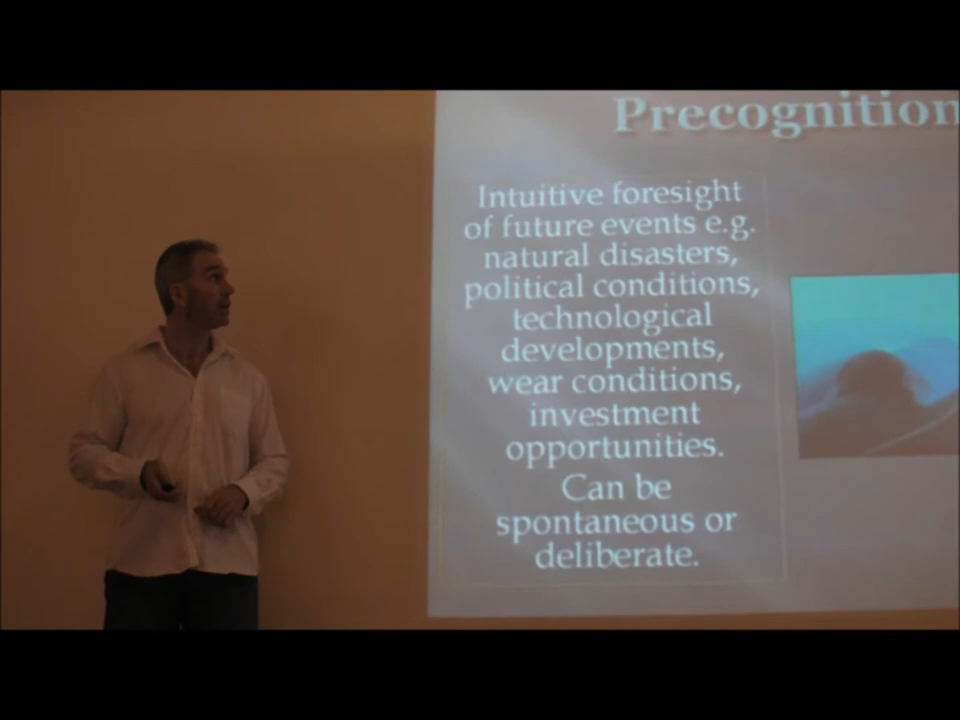 Precognition
Intuitive foresight
of future events e.g.
natural disasters,
political conditions,
technological
developments,
wear conditions,
investment
opportunities.
Can be
spontaneous or
deliberate.